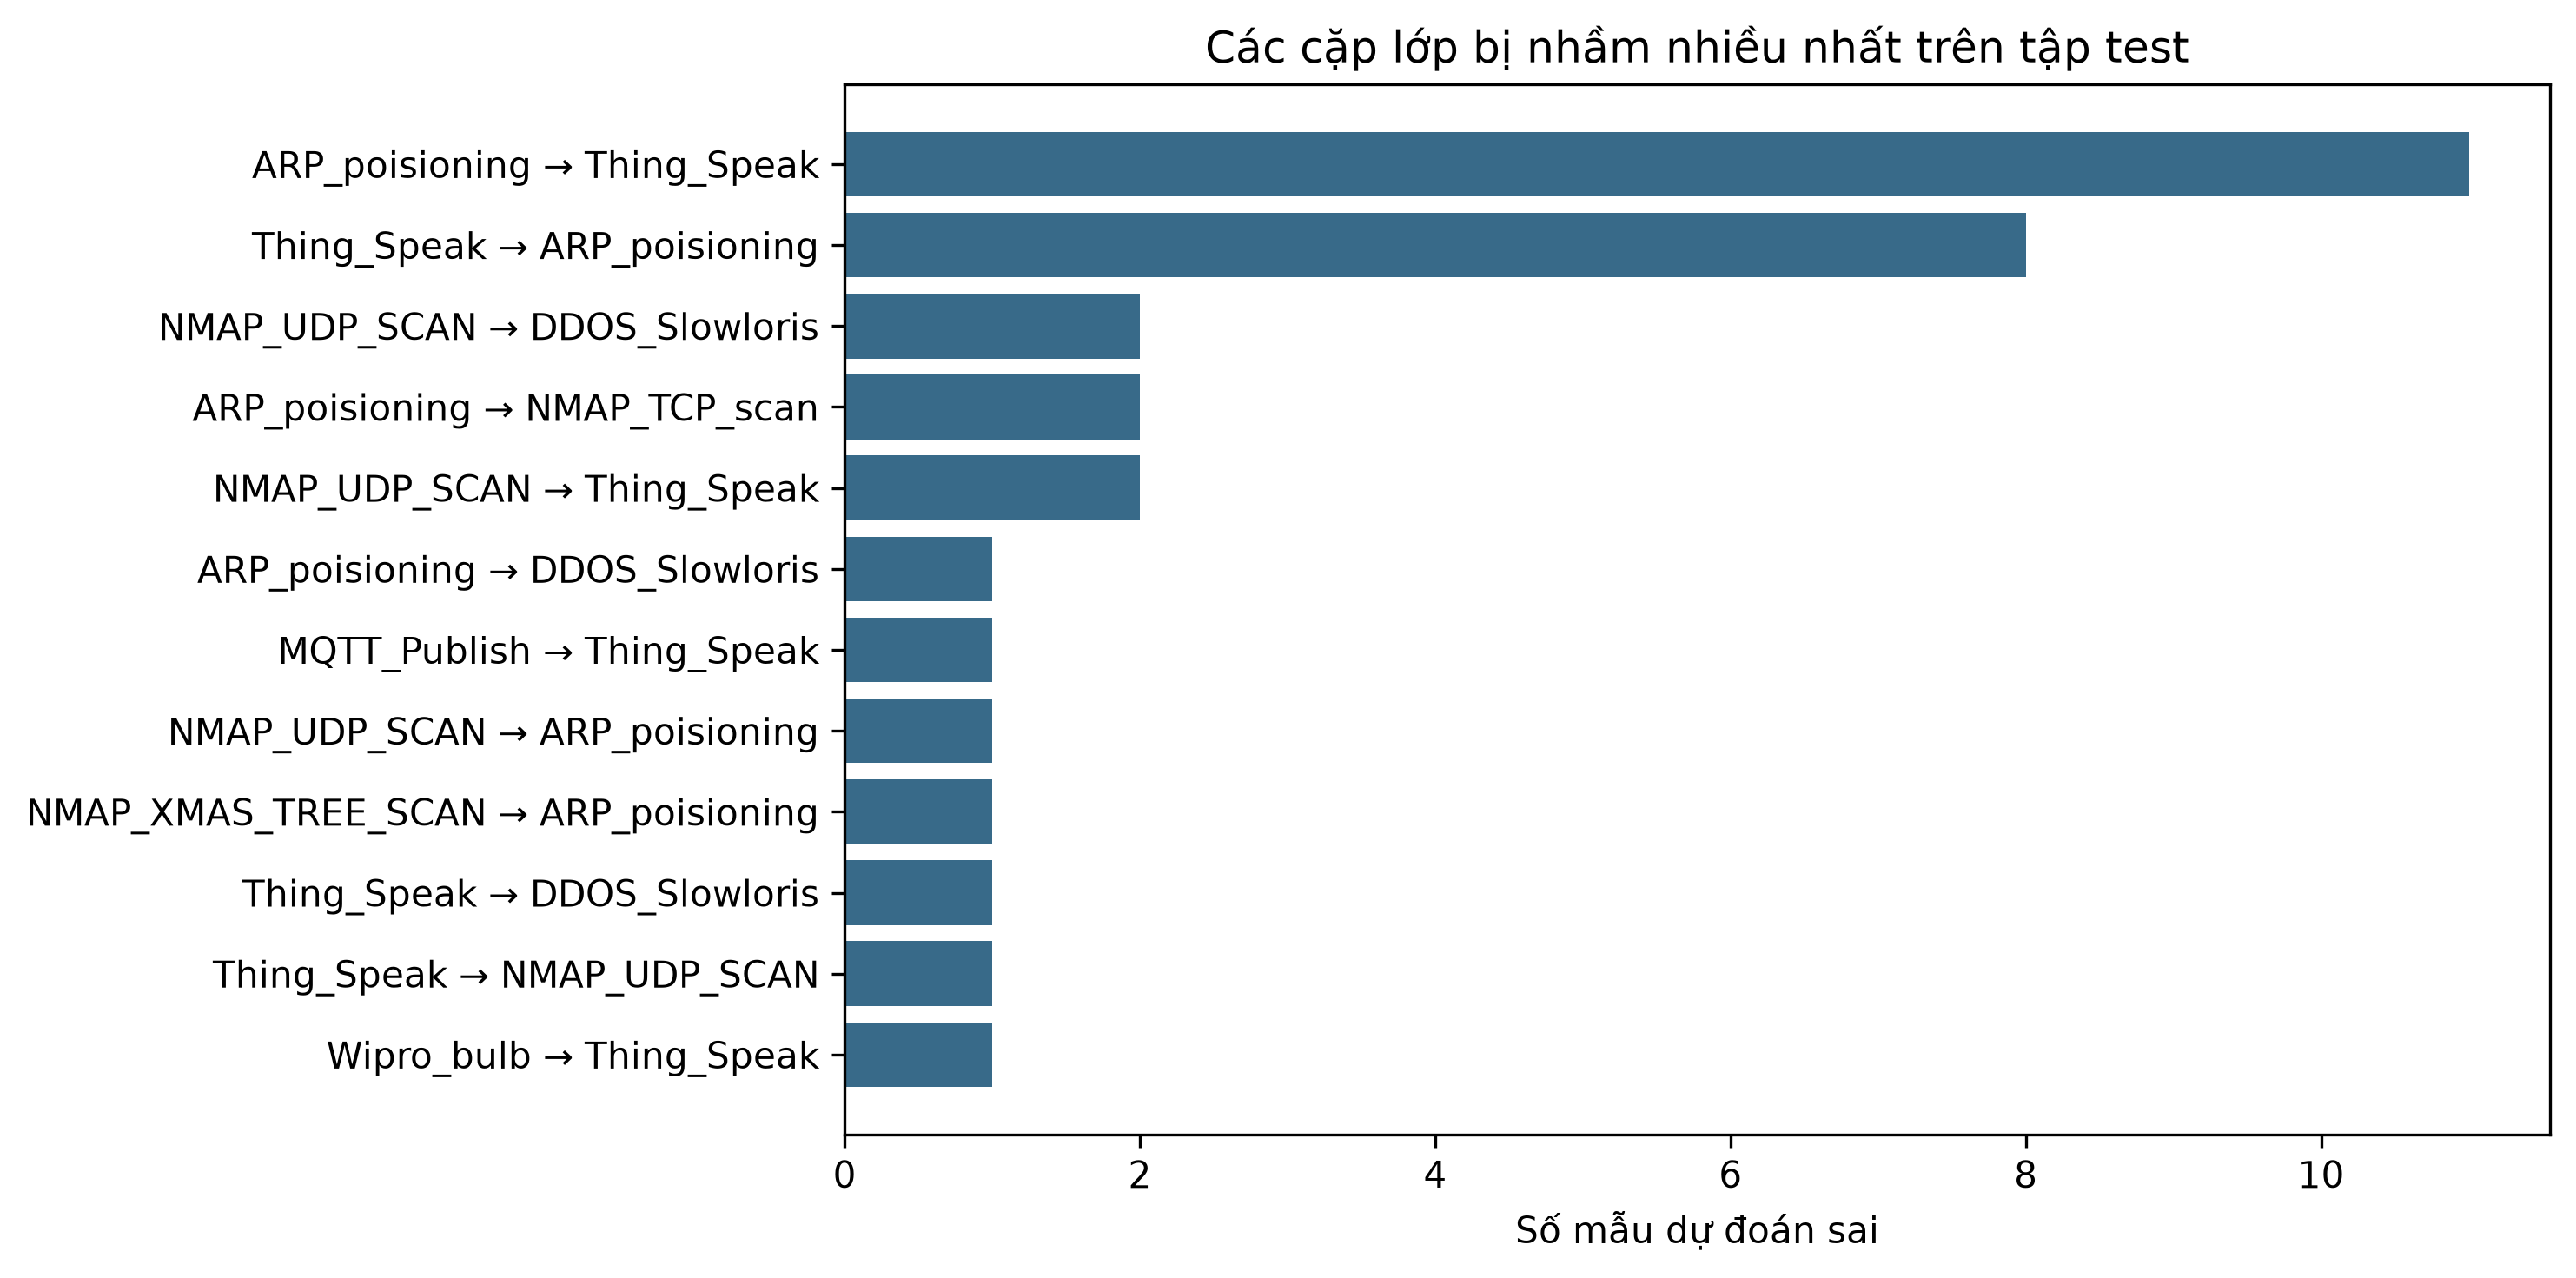 Các cặp lớp bị nhầm nhiều nhất trên tập test
ARP_poisioning → Thing_Speak
Thing_Speak → ARP_poisioning
NMAP_UDP_SCAN → DDOS_Slowloris
ARP_poisioning → NMAP_TCP_scan
NMAP_UDP_SCAN → Thing_Speak
ARP_poisioning → DDOS_Slowloris
MQTT_Publish → Thing_Speak
NMAP_UDP_SCAN → ARP_poisioning
NMAP_XMAS_TREE_SCAN → ARP_poisioning
Thing_Speak → DDOS_Slowloris
Thing_Speak → NMAP_UDP_SCAN
Wipro_bulb → Thing_Speak
0 2 4 6 8 10
Số mẫu dự đoán sai